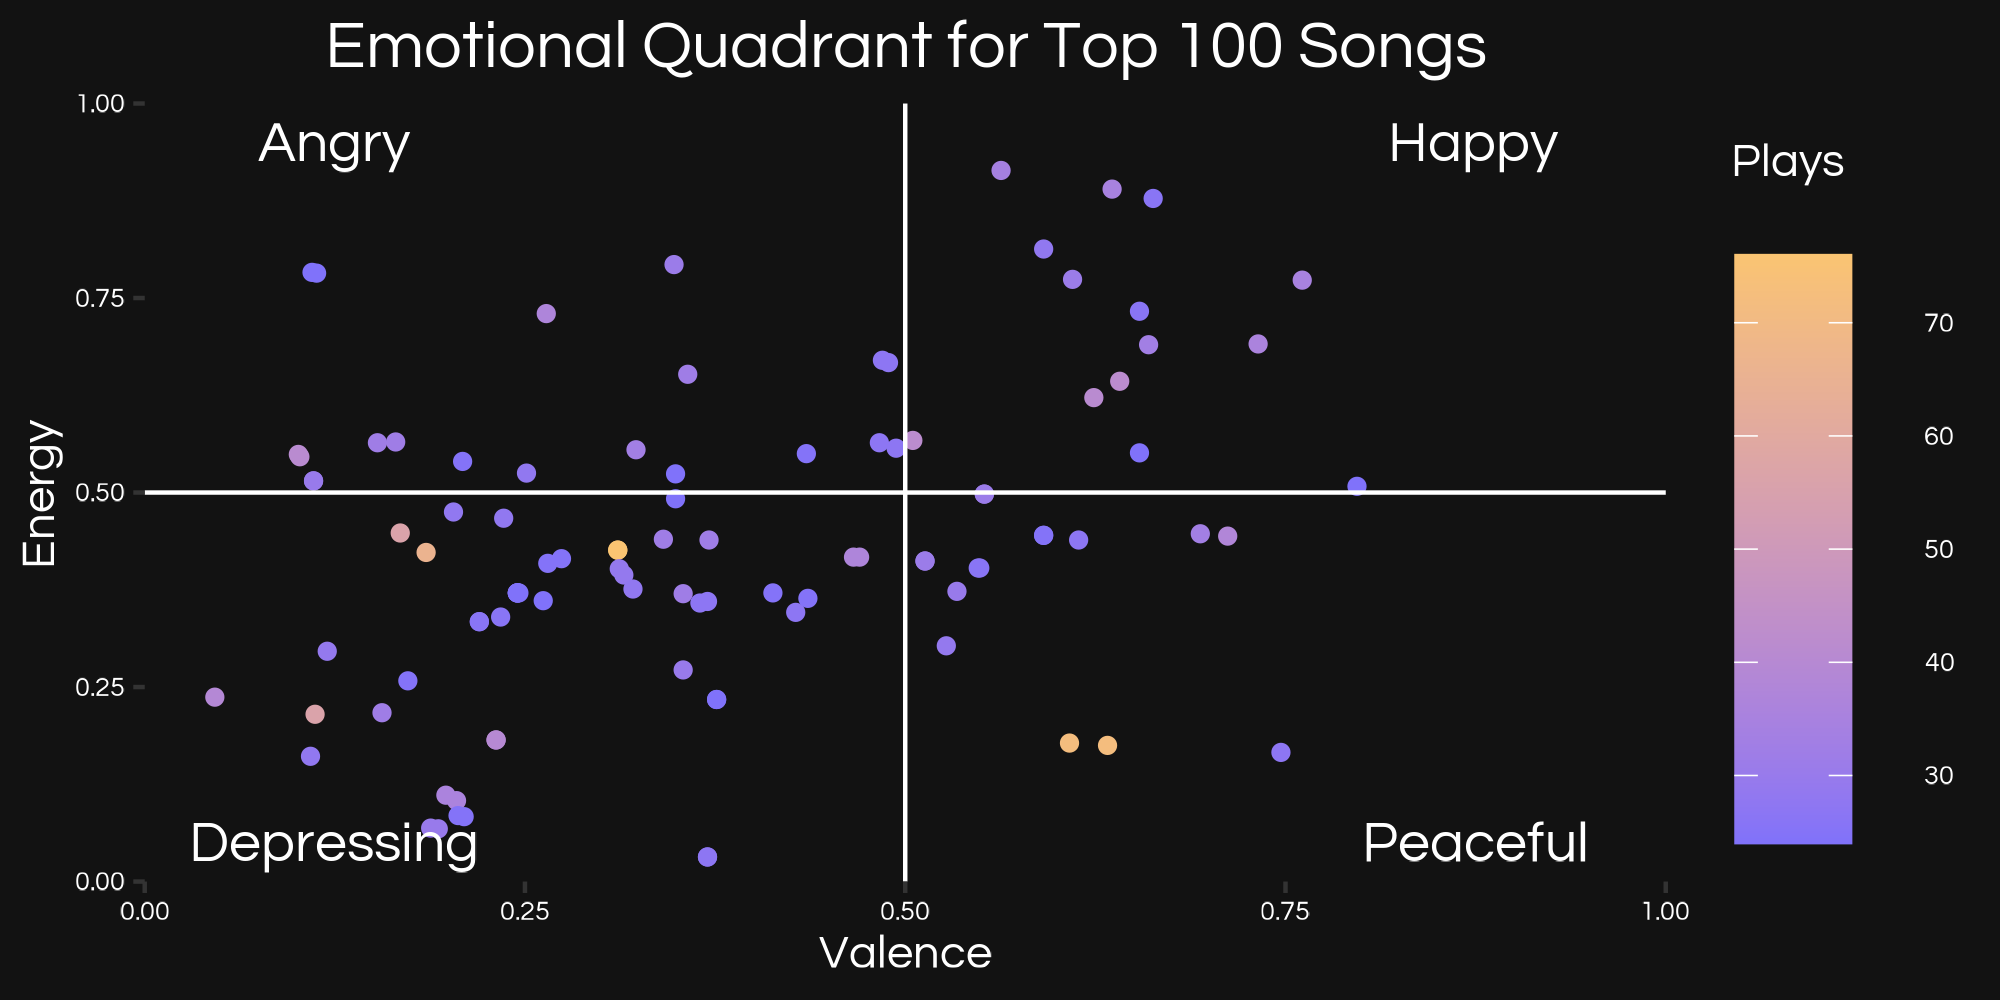 Emotional Quadrant for Top 100 Songs
1.00
Angry
Happy
Plays
0.75
70
60
0.50
Energy
50
40
0.25
30
Depressing
Peaceful
0.00
0.00
0.25
0.50
0.75
1.00
Valence